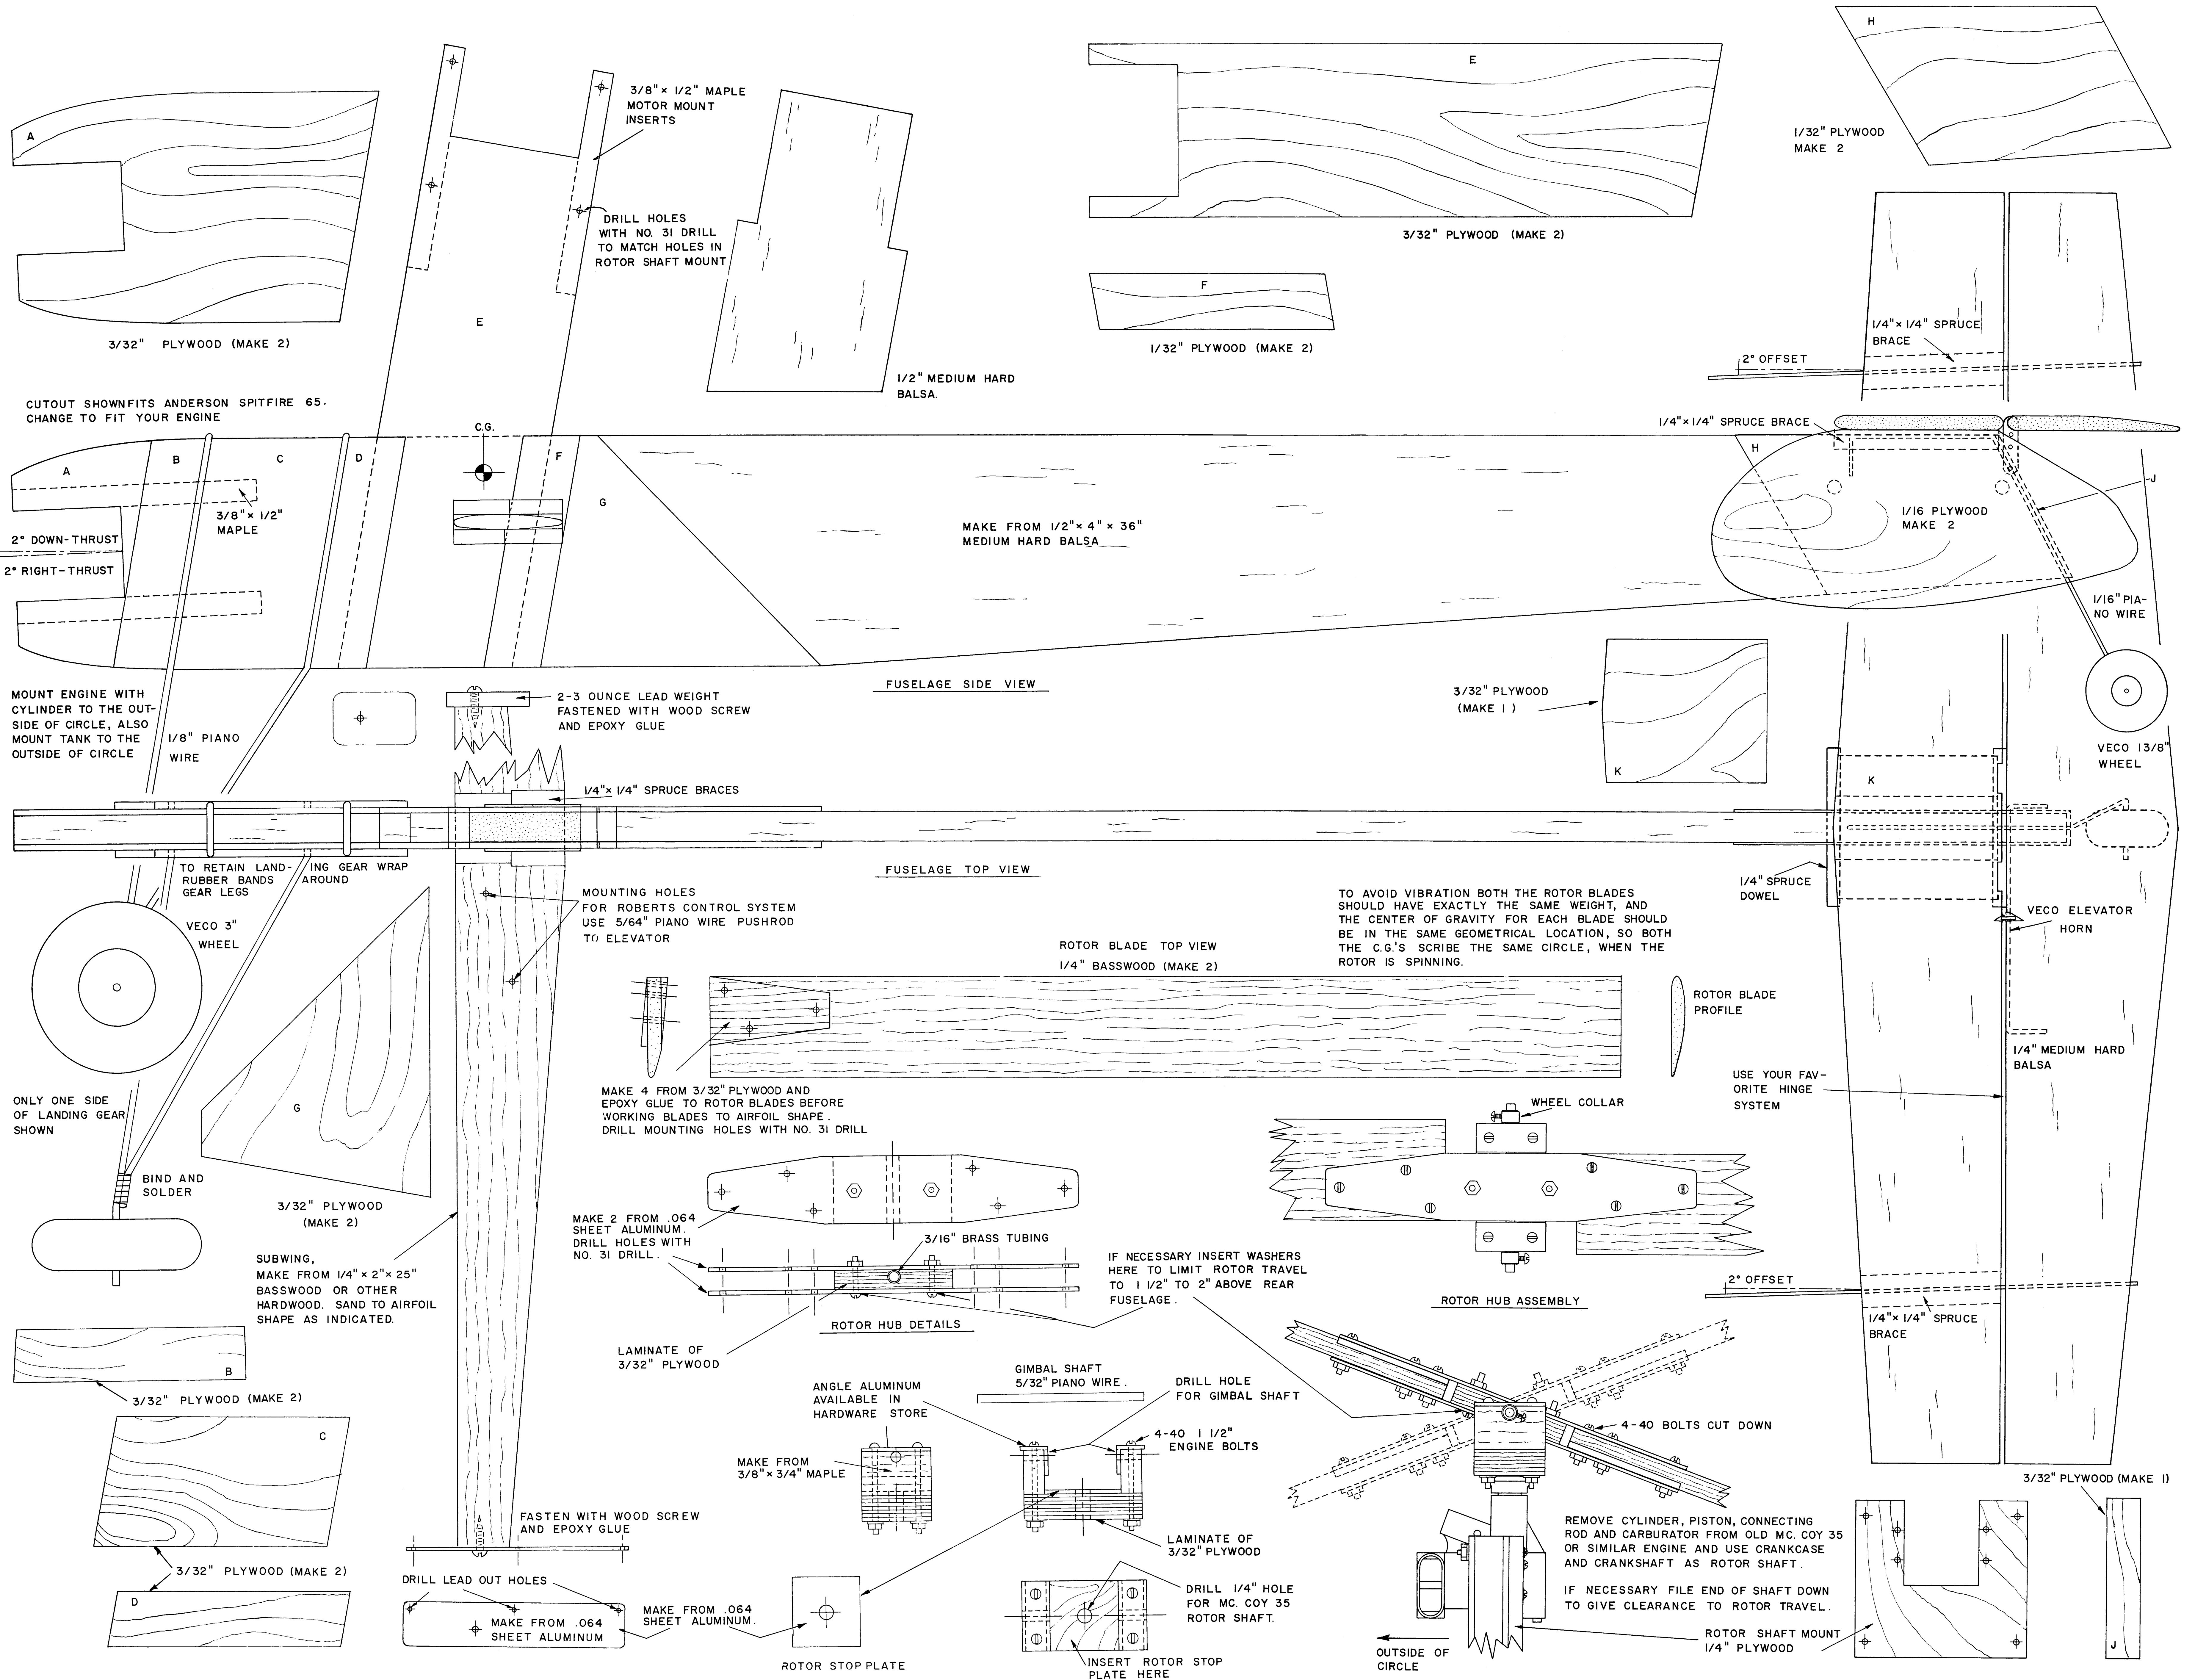 A
3/32" PLYWOOD (MAKE 2)
3/8"× 1/2" MAPLE
MOTOR MOUNT
INSERTS
DRILL HOLES
WITH NO. 31 DRILL
TO MATCH HOLES IN
ROTOR SHAFT MOUNT
E
1/2" MEDIUM HARD
BALSA.
E
3/32" PLYWOOD (MAKE 2)
F
1/32" PLYWOOD (MAKE 2)
H
1/32" PLYWOOD
MAKE 2
1/4"×1/4" SPRUCE
BRACE
2° OFFSET
CUTOUT SHOWNFITS ANDERSON SPITFIRE 65.
CHANGE TO FIT YOUR ENGINE
C.G.
A
B
C
D
F
G
3/8"× 1/2"
MAPLE
2° DOWN-THRUST
2° RIGHT-THRUST
MAKE FROM 1/2"× 4" × 36"
MEDIUM HARD BALSA
1/4"×1/4" SPRUCE BRACE
H
J
1/16 PLYWOOD
MAKE 2
1/16" PIA-
NO WIRE
FUSELAGE SIDE VIEW
MOUNT ENGINE WITH
CYLINDER TO THE OUT-
SIDE OF CIRCLE, ALSO
MOUNT TANK TO THE
OUTSIDE OF CIRCLE
1/8" PIANO
WIRE
2-3 OUNCE LEAD WEIGHT
FASTENED WITH WOOD SCREW
AND EPOXY GLUE
3/32" PLYWOOD
(MAKE 1)
K
VECO 13/8"
WHEEL
1/4"× 1/4" SPRUCE BRACES
K
TO RETAIN LAND- ING GEAR WRAP
RUBBER BANDS AROUND
GEAR LEGS
FUSELAGE TOP VIEW
VECO 3"
WHEEL
MOUNTING HOLES
FOR ROBERTS CONTROL SYSTEM
USE 5/64" PIANO WIRE PUSHROD
TO ELEVATOR
TO AVOID VIBRATION BOTH THE ROTOR BLADES
SHOULD HAVE EXACTLY THE SAME WEIGHT, AND
THE CENTER OF GRAVITY FOR EACH BLADE SHOULD
BE IN THE SAME GEOMETRICAL LOCATION, SO BOTH
THE C.G.'S SCRIBE THE SAME CIRCLE, WHEN THE
ROTOR IS SPINNING.
1/4" SPRUCE
DOWEL
VECO ELEVATOR
HORN
ROTOR BLADE TOP VIEW
1/4" BASSWOOD (MAKE 2)
ROTOR BLADE
PROFILE
1/4" MEDIUM HARD
BALSA
USE YOUR FAV-
ORITE HINGE
SYSTEM
MAKE 4 FROM 3/32" PLYWOOD AND
EPOXY GLUE TO ROTOR BLADES BEFORE
WORKING BLADES TO AIRFOIL SHAPE.
DRILL MOUNTING HOLES WITH NO. 31 DRILL
WHEEL COLLAR
ONLY ONE SIDE
OF LANDING GEAR
SHOWN
G
BIND AND
SOLDER
3/32" PLYWOOD
(MAKE 2)
MAKE 2 FROM .064
SHEET ALUMINUM.
DRILL HOLES WITH
NO. 31 DRILL.
3/16" BRASS TUBING
IF NECESSARY INSERT WASHERS
HERE TO LIMIT ROTOR TRAVEL
TO 1 1/2" TO 2" ABOVE REAR
FUSELAGE.
SUBWING,
MAKE FROM 1/4"× 2"× 25"
BASSWOOD OR OTHER
HARDWOOD. SAND TO AIRFOIL
SHAPE AS INDICATED.
ROTOR HUB ASSEMBLY
2° OFFSET
1/4"× 1/4" SPRUCE
BRACE
ROTOR HUB DETAILS
LAMINATE OF
3/32" PLYWOOD
B
3/32" PLYWOOD (MAKE 2)
ANGLE ALUMINUM
AVAILABLE IN
HARDWARE STORE
GIMBAL SHAFT
5/32" PIANO WIRE.
DRILL HOLE
FOR GIMBAL SHAFT
4-40 1 1/2"
ENGINE BOLTS
4-40 BOLTS CUT DOWN
C
MAKE FROM
3/8"×3/4" MAPLE
3/32" PLYWOOD (MAKE 1)
FASTEN WITH WOOD SCREW
AND EPOXY GLUE
LAMINATE OF
3/32" PLYWOOD
REMOVE CYLINDER, PISTON, CONNECTING
ROD AND CARBURATOR FROM OLD MC. COY 35
OR SIMILAR ENGINE AND USE CRANKCASE
AND CRANKSHAFT AS ROTOR SHAFT.
IF NECESSARY FILE END OF SHAFT DOWN
TO GIVE CLEARANCE TO ROTOR TRAVEL.
3/32" PLYWOOD (MAKE 2)
D
DRILL LEAD OUT HOLES
MAKE FROM .064
SHEET ALUMINUM
MAKE FROM .064
SHEET ALUMINUM.
DRILL 1/4" HOLE
FOR MC. COY 35
ROTOR SHAFT.
ROTOR SHAFT MOUNT
1/4" PLYWOOD
J
OUTSIDE OF
CIRCLE
ROTOR STOP PLATE
INSERT ROTOR STOP
PLATE HERE